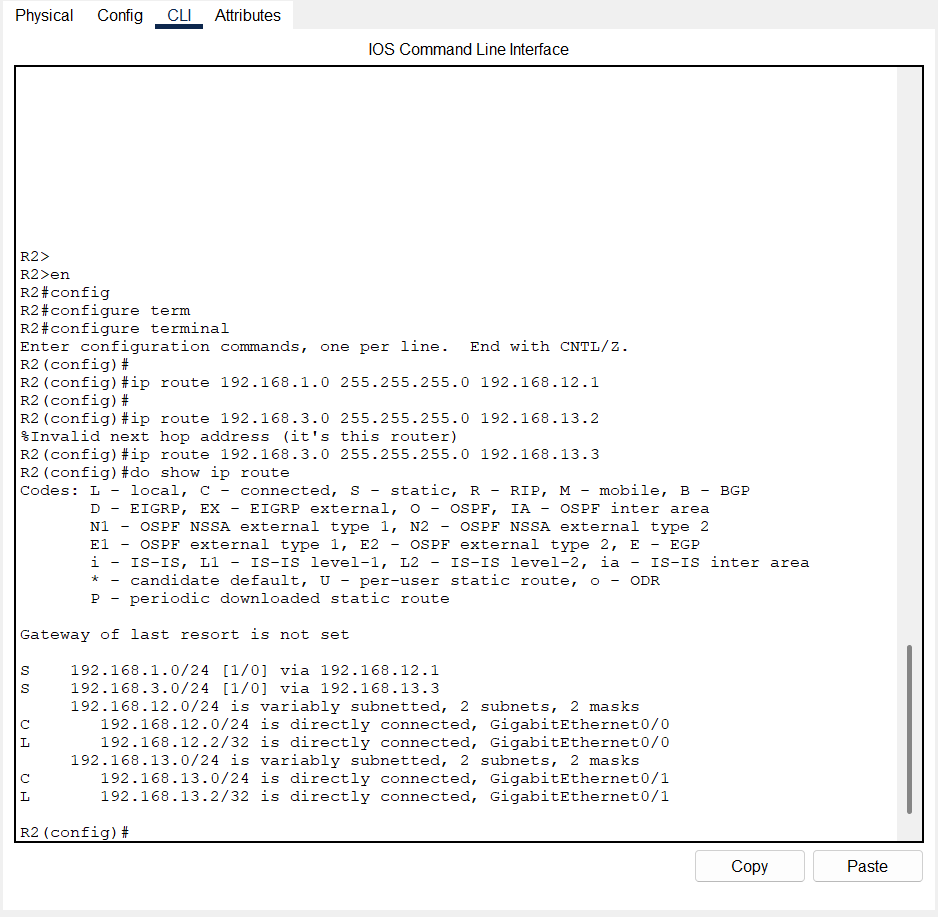 Physical Config CLI Attributes
IOS Command Line Interface
R2>
R2>en
R2#config
R2#configure term
R2#configure terminal
Enter configuration commands, one per line.  End with CNTL/Z.
R2(config)#
R2(config)#ip route 192.168.1.0 255.255.255.0 192.168.12.1
R2(config)#
R2(config)#ip route 192.168.3.0 255.255.255.0 192.168.13.2
%Invalid next hop address (it's this router)
R2(config)#ip route 192.168.3.0 255.255.255.0 192.168.13.3
R2(config)#do show ip route
Codes: L - local, C - connected, S - static, R - RIP, M - mobile, B - BGP
       D - EIGRP, EX - EIGRP external, O - OSPF, IA - OSPF inter area
       N1 - OSPF NSSA external type 1, N2 - OSPF NSSA external type 2
       E1 - OSPF external type 1, E2 - OSPF external type 2, E - EGP
       i - IS-IS, L1 - IS-IS level-1, L2 - IS-IS level-2, ia - IS-IS inter area
       * - candidate default, U - per-user static route, o - ODR
       P - periodic downloaded static route
Gateway of last resort is not set
S    192.168.1.0/24 [1/0] via 192.168.12.1
S    192.168.3.0/24 [1/0] via 192.168.13.3
     192.168.12.0/24 is variably subnetted, 2 subnets, 2 masks
C       192.168.12.0/24 is directly connected, GigabitEthernet0/0
L       192.168.12.2/32 is directly connected, GigabitEthernet0/0
     192.168.13.0/24 is variably subnetted, 2 subnets, 2 masks
C       192.168.13.0/24 is directly connected, GigabitEthernet0/1
L       192.168.13.2/32 is directly connected, GigabitEthernet0/1
R2(config)#
Copy Paste